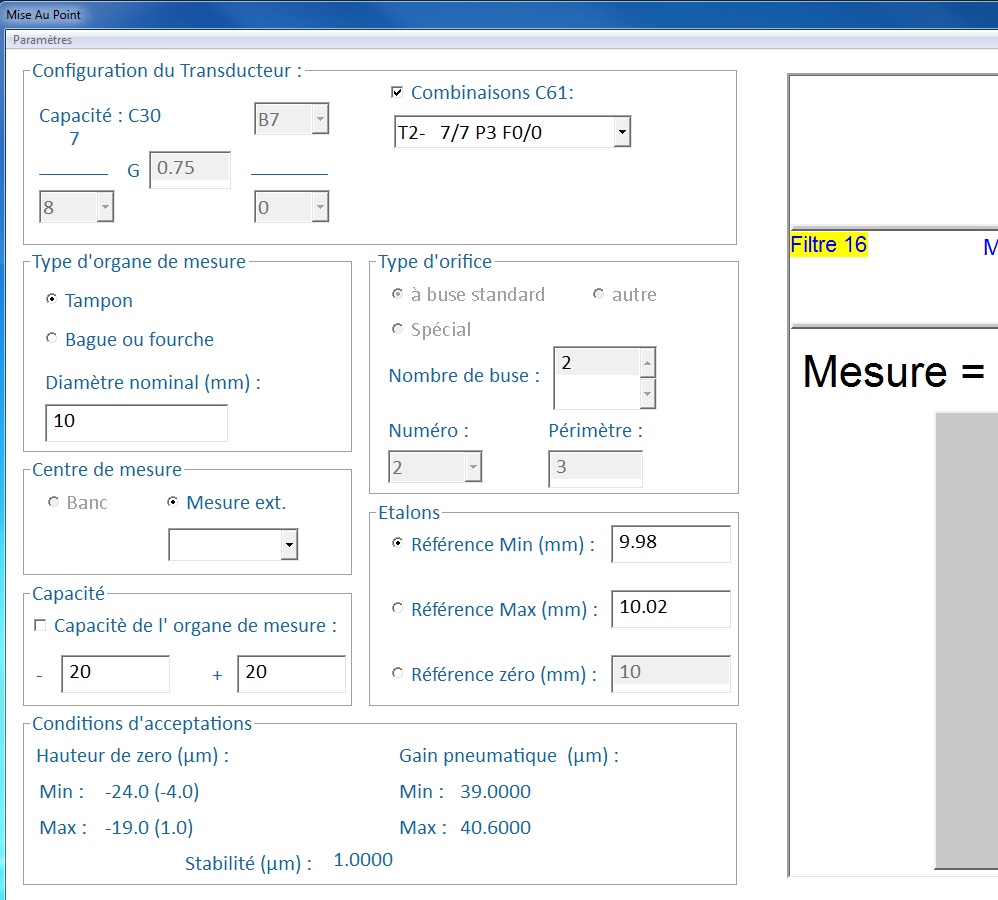 Mise Au Point
Paramètres
Configuration du Transducteur :
Capacité : C30
7
B7
Combinaisons C61:
T2-   7/7 P3 F0/0
G 0.75
8
0
Type d'organe de mesure
Tampon
Bague ou fourche
Diamètre nominal (mm) :
10
Type d'orifice
à buse standard
autre
Spécial
Nombre de buse : 2
Numéro :
Périmètre :
2
3
Centre de mesure
Banc
Mesure ext.
Etalons
Référence Min (mm) : 9.98
Référence Max (mm) : 10.02
Référence zéro (mm) : 10
Capacité
Capacitè de l' organe de mesure :
- 20
+ 20
Conditions d'acceptations
Hauteur de zero (µm) :
Min : -24.0 (-4.0)
Max : -19.0 (1.0)
Gain pneumatique (µm) :
Min : 39.0000
Max : 40.6000
Stabilité (µm) : 1.0000
Filtre 16
M
Mesure =